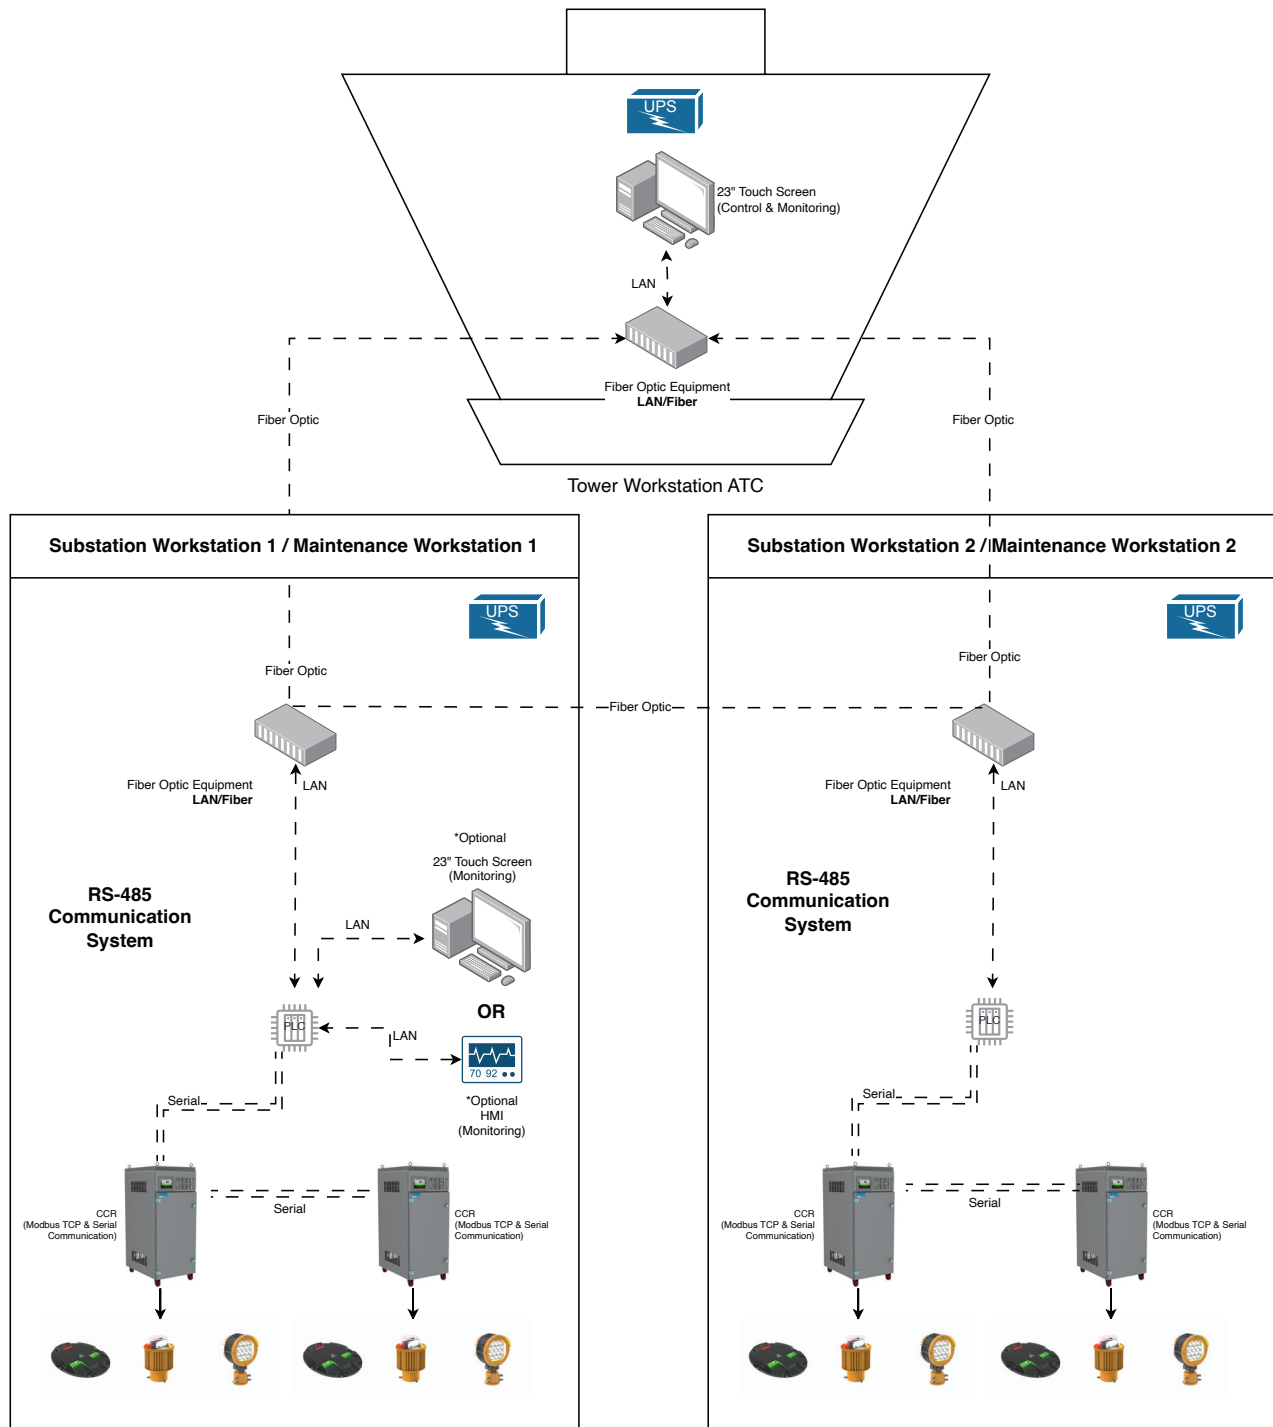 UPS
23" Touch Screen
(Control & Monitoring)
LAN
Fiber Optic Equipment
LAN/Fiber
Fiber Optic
Fiber Optic
Tower Workstation ATC
Substation Workstation 1 / Maintenance Workstation 1
UPS
Fiber Optic
Fiber Optic
Fiber Optic Equipment
LAN/Fiber
LAN
*Optional
23" Touch Screen
(Monitoring)
RS-485
Communication
System
LAN
OR
PLC
LAN
70 92
*Optional
HMI
(Monitoring)
Serial
CCR
(Modbus TCP & Serial
Communication)
Serial
CCR
(Modbus TCP & Serial
Communication)
Substation Workstation 2 / Maintenance Workstation 2
UPS
Fiber Optic
Fiber Optic Equipment
LAN/Fiber
LAN
RS-485
Communication
System
PLC
Serial
CCR
(Modbus TCP & Serial
Communication)
Serial
CCR
(Modbus TCP & Serial
Communication)